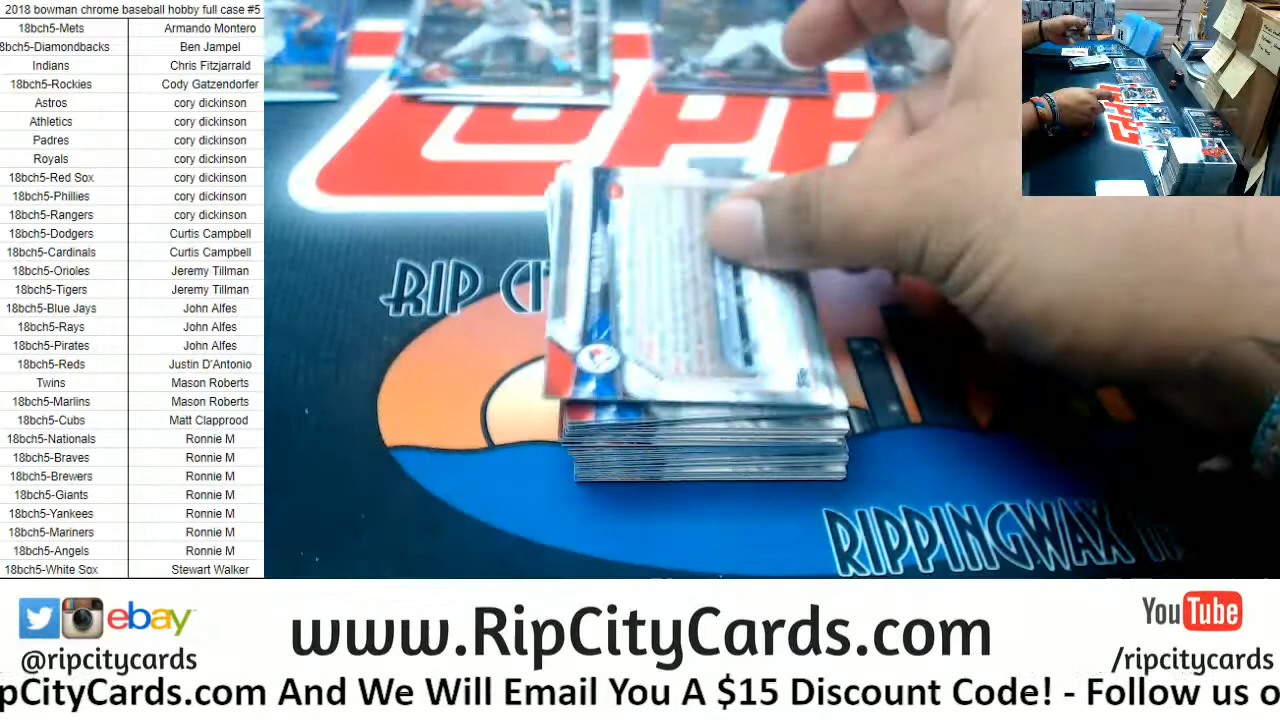 2018 bowman chrome baseball hobby full case #5
18bch5-Mets Armando Montero
8bch5-Diamondbacks Ben Jampel
Indians Chris Fitzjarrald
18bch5-Rockies Cody Gatzendorfer
Astros cory dickinson
Athletics cory dickinson
Padres cory dickinson
Royals cory dickinson
18bch5-Red Sox cory dickinson
18bch5-Phillies cory dickinson
18bch5-Rangers cory dickinson
18bch5-Dodgers Curtis Campbell
18bch5-Cardinals Curtis Campbell
18bch5-Orioles Jeremy Tillman
18bch5-Tigers Jeremy Tillman
18bch5-Blue Jays John Alfes
18bch5-Rays John Alfes
18bch5-Pirates John Alfes
18bch5-Reds Justin D'Antonio
Twins Mason Roberts
18bch5-Marlins Mason Roberts
18bch5-Cubs Matt Clapprood
18bch5-Nationals Ronnie M
18bch5-Braves Ronnie M
18bch5-Brewers Ronnie M
18bch5-Giants Ronnie M
18bch5-Yankees Ronnie M
18bch5-Mariners Ronnie M
18bch5-Angels Ronnie M
18bch5-White Sox Stewart Walker
RIP CI
RIPPINGWAX
ebay
@ripcitycards
www.RipCityCards.com
YouTube
/ripcitycards
pCityCards.com And We Will Email You A $15 Discount Code! - Follow us o